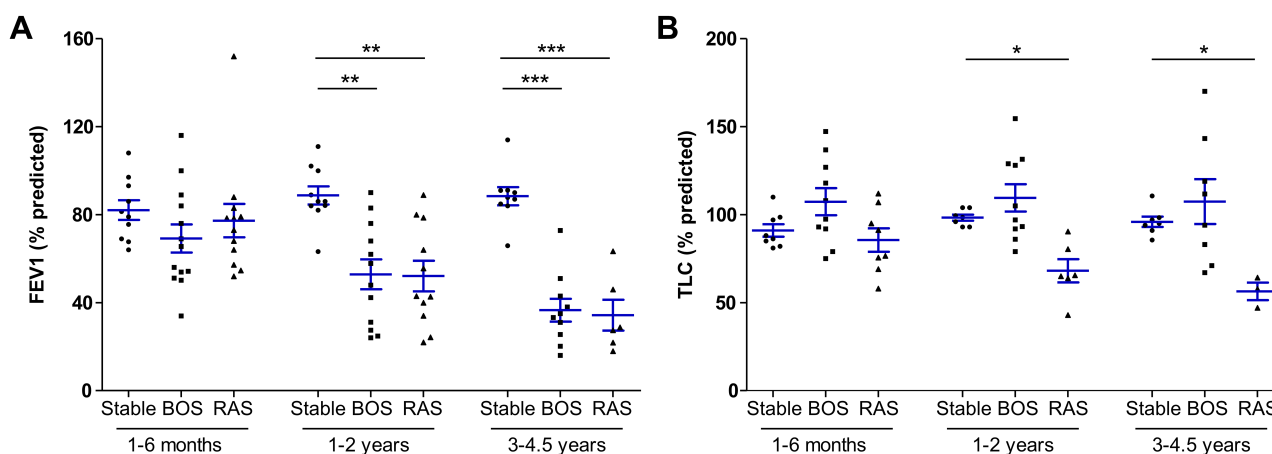 A
FEV1 (% predicted)
160
120
80
40
0
** ***
** ***
Stable BOS RAS Stable BOS RAS Stable BOS RAS
1-6 months 1-2 years 3-4.5 years
B
TLC (% predicted)
200
150
100
50
0
* *
Stable BOS RAS Stable BOS RAS Stable BOS RAS
1-6 months 1-2 years 3-4.5 years